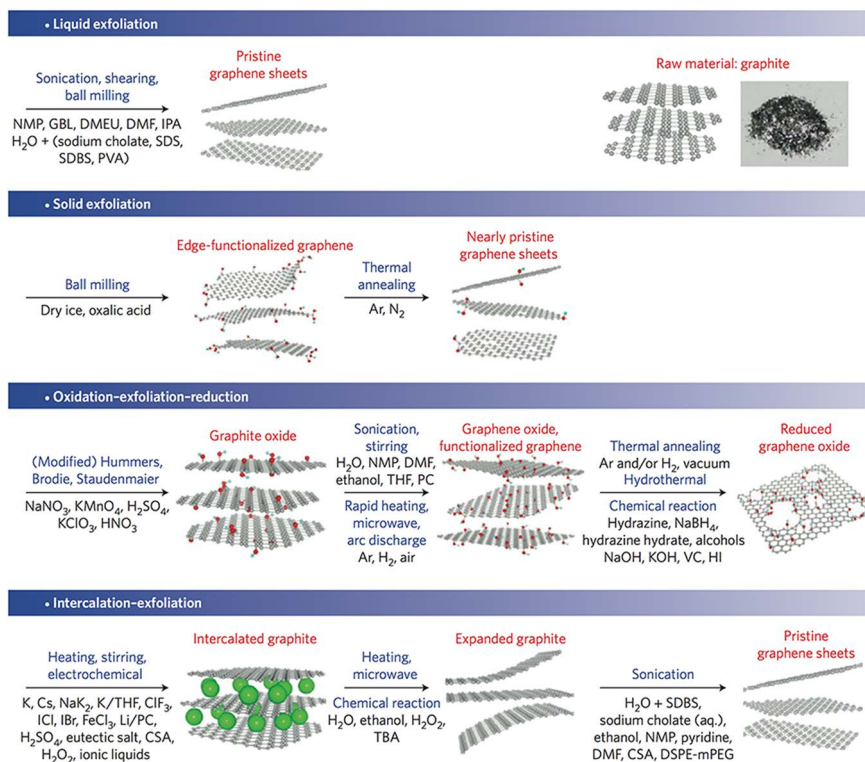 • Liquid exfoliation
Sonication, shearing,
ball milling
NMP, GBL, DMEU, DMF, IPA
H₂O + (sodium cholate, SDS,
SDBS, PVA)
Pristine
graphene sheets
Raw material: graphite
• Solid exfoliation
Ball milling
Dry ice, oxalic acid
Edge-functionalized graphene
Thermal
annealing
Ar, N₂
Nearly pristine
graphene sheets
• Oxidation–exfoliation–reduction
(Modified) Hummers,
Brodie, Staudenmaier
NaNO₃, KMnO₄, H₂SO₄,
KClO₃, HNO₃
Graphite oxide
Sonication,
stirring
H₂O, NMP, DMF,
ethanol, THF, PC
Rapid heating,
microwave,
arc discharge
Ar, H₂, air
Graphene oxide,
functionalized graphene
Thermal annealing
Ar and/or H₂, vacuum
Hydrothermal
Chemical reaction
Hydrazine, NaBH₄,
hydrazine hydrate, alcohols
NaOH, KOH, VC, HI
Reduced
graphene oxide
• Intercalation–exfoliation
Heating, stirring,
electrochemical
K, Cs, NaK₂, K/THF, ClF₃,
ICl, IBr, FeCl₃, Li/PC,
H₂SO₄, eutectic salt, CSA,
H₂O₂, ionic liquids
Intercalated graphite
Heating,
microwave
Chemical reaction
H₂O, ethanol, H₂O₂,
TBA
Expanded graphite
Sonication
H₂O + SDBS,
sodium cholate (aq.),
ethanol, NMP, pyridine,
DMF, CSA, DSPE-mPEG
Pristine
graphene sheets